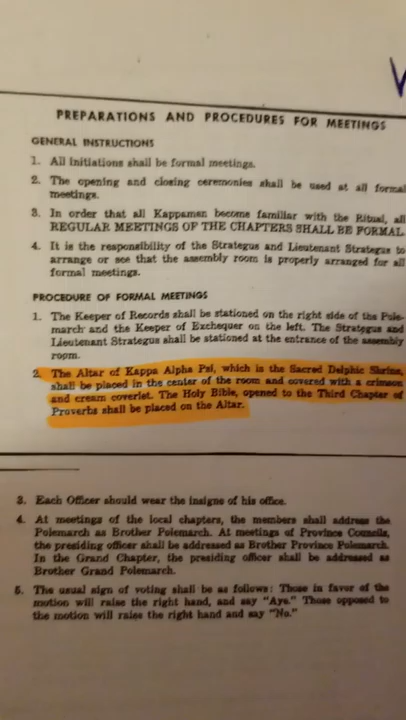 PREPARATIONS AND PROCEDURES FOR MEETINGS
GENERAL INSTRUCTIONS
1. All initiations shall be formal meetings.
2. The opening and closing ceremonies shall be used at all formal
meetings.
3. In order that all Kappamen become familiar with the Ritual, all
REGULAR MEETINGS OF THE CHAPTERS SHALL BE FORMAL
4. It is the responsibility of the Strategus and Lieutenant Strategus to
arrange or see that the assembly room is properly arranged for all
formal meetings.
PROCEDURE OF FORMAL MEETINGS
1. The Keeper of Records shall be stationed on the right side of the Pole-
march and the Keeper of Exchequer on the left. The Strategus and
Lieutenant Strategus shall be stationed at the entrance of the assembly
room.
2. The Altar of Kappa Alpha Psi, which is the Sacred Delphic Shrine,
shall be placed in the center of the room and covered with a crimson
and cream coverlet. The Holy Bible, opened to the Third Chapter of
Proverbs shall be placed on the Altar.
3. Each Officer should wear the insigne of his office.
4. At meetings of the local chapters, the members shall address the
Polemarch as Brother Polemarch. At meetings of Province Councils,
the presiding officer shall be addressed as Brother Province Polemarch.
In the Grand Chapter, the presiding officer shall be addressed as
Brother Grand Polemarch.
5. The usual sign of voting shall be as follows: Those in favor of the
motion will raise the right hand, and say "Aye." Those opposed to
the motion will raise the right hand and say "No."